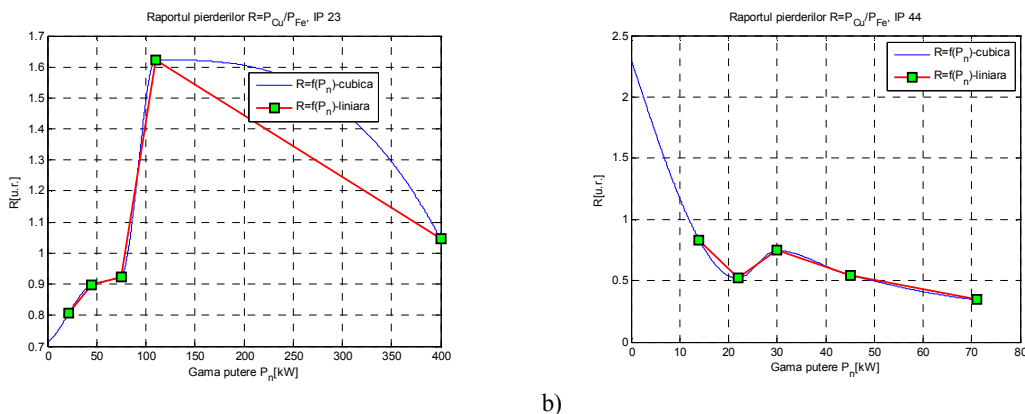 Raportul pierderilor R=P_Cu/P_Fe, IP 23
1.7
1.6
1.5
1.4
1.3
1.2
1.1
1
0.9
0.8
0.7
R[u.r.]
R=f(P_n)-cubica
R=f(P_n)-liniara
0 50 100 150 200 250 300 350 400
Gama putere P_n[kW]
Raportul pierderilor R=P_Cu/P_Fe, IP 44
2.5
2
1.5
1
0.5
0
R[u.r.]
R=f(P_n)-cubica
R=f(P_n)-liniara
0 10 20 30 40 50 60 70 80
Gama putere P_n[kW]
b)